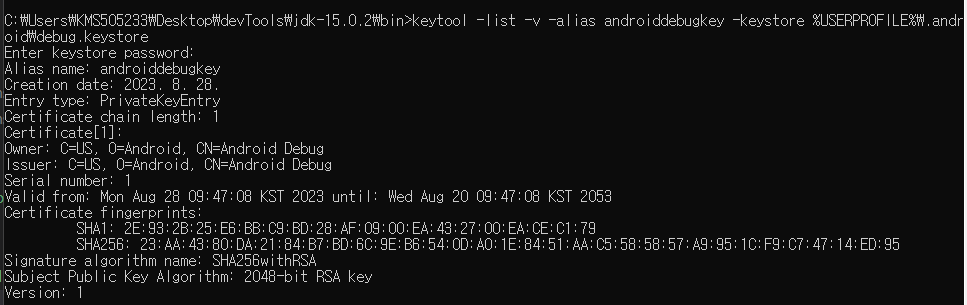 C:₩Users₩KMS505233₩Desktop₩devTools₩jdk-15.0.2₩bin>keytool -list -v -alias androiddebugkey -keystore %USERPROFILE%₩.andr
oid₩debug.keystore
Enter keystore password:
Alias name: androiddebugkey
Creation date: 2023. 8. 28.
Entry type: PrivateKeyEntry
Certificate chain length: 1
Certificate[1]:
Owner: C=US, O=Android, CN=Android Debug
Issuer: C=US, O=Android, CN=Android Debug
Serial number: 1
Valid from: Mon Aug 28 09:47:08 KST 2023 until: Wed Aug 20 09:47:08 KST 2053
Certificate fingerprints:
SHA1: 2E:93:2B:25:E6:BB:C9:BD:28:AF:09:00:EA:43:27:00:EA:CE:C1:79
SHA256: 23:AA:43:80:DA:21:84:B7:BD:6C:9E:B6:54:0D:A0:1E:84:51:AA:C5:58:58:57:A9:95:1C:F9:C7:47:14:ED:95
Signature algorithm name: SHA256withRSA
Subject Public Key Algorithm: 2048-bit RSA key
Version: 1